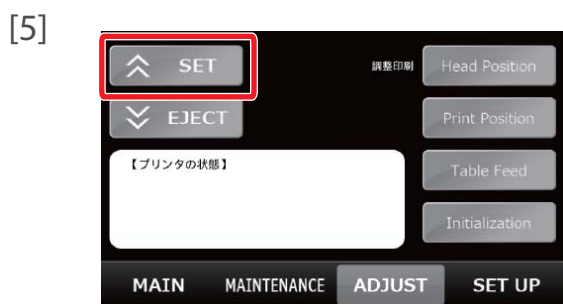 [5]
SET
調整印刷
Head Position
EJECT
Print Position
【プリンタの状態】
Table Feed
Initialization
MAIN MAINTENANCE ADJUST SET UP